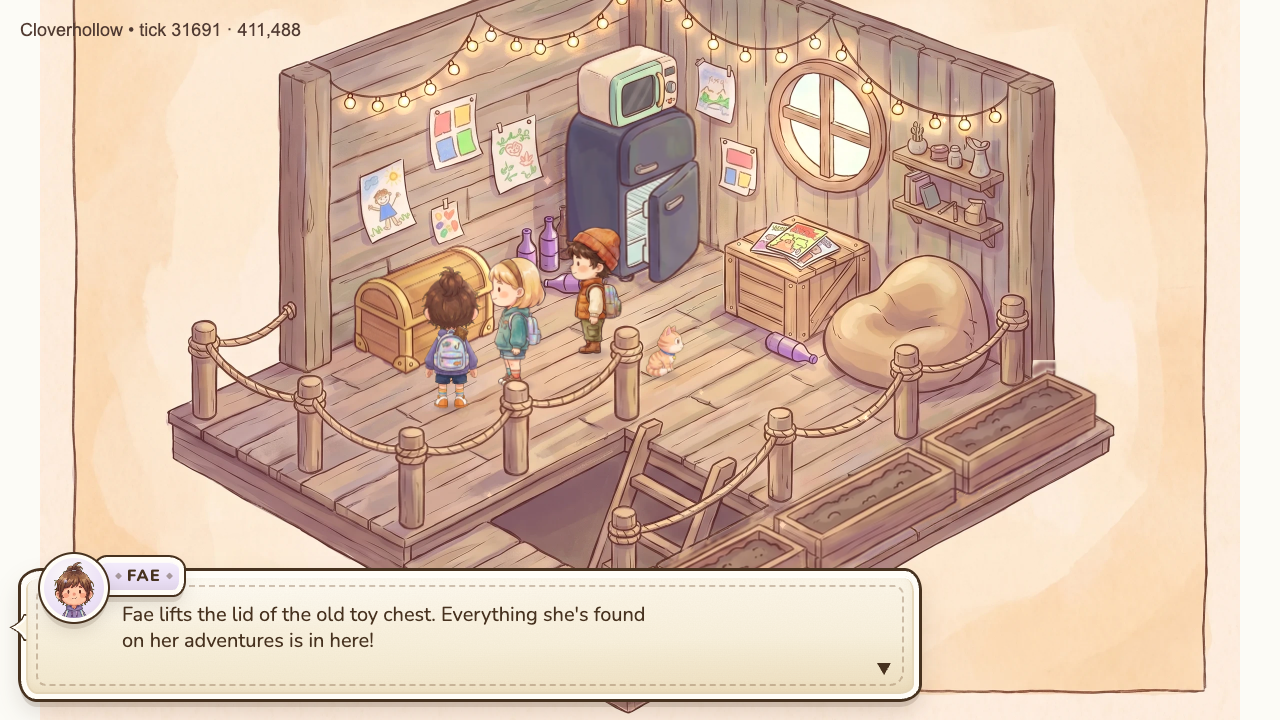 Cloverhollow • tick 31691 · 411,488
FAE
Fae lifts the lid of the old toy chest. Everything she's found
on her adventures is in here!